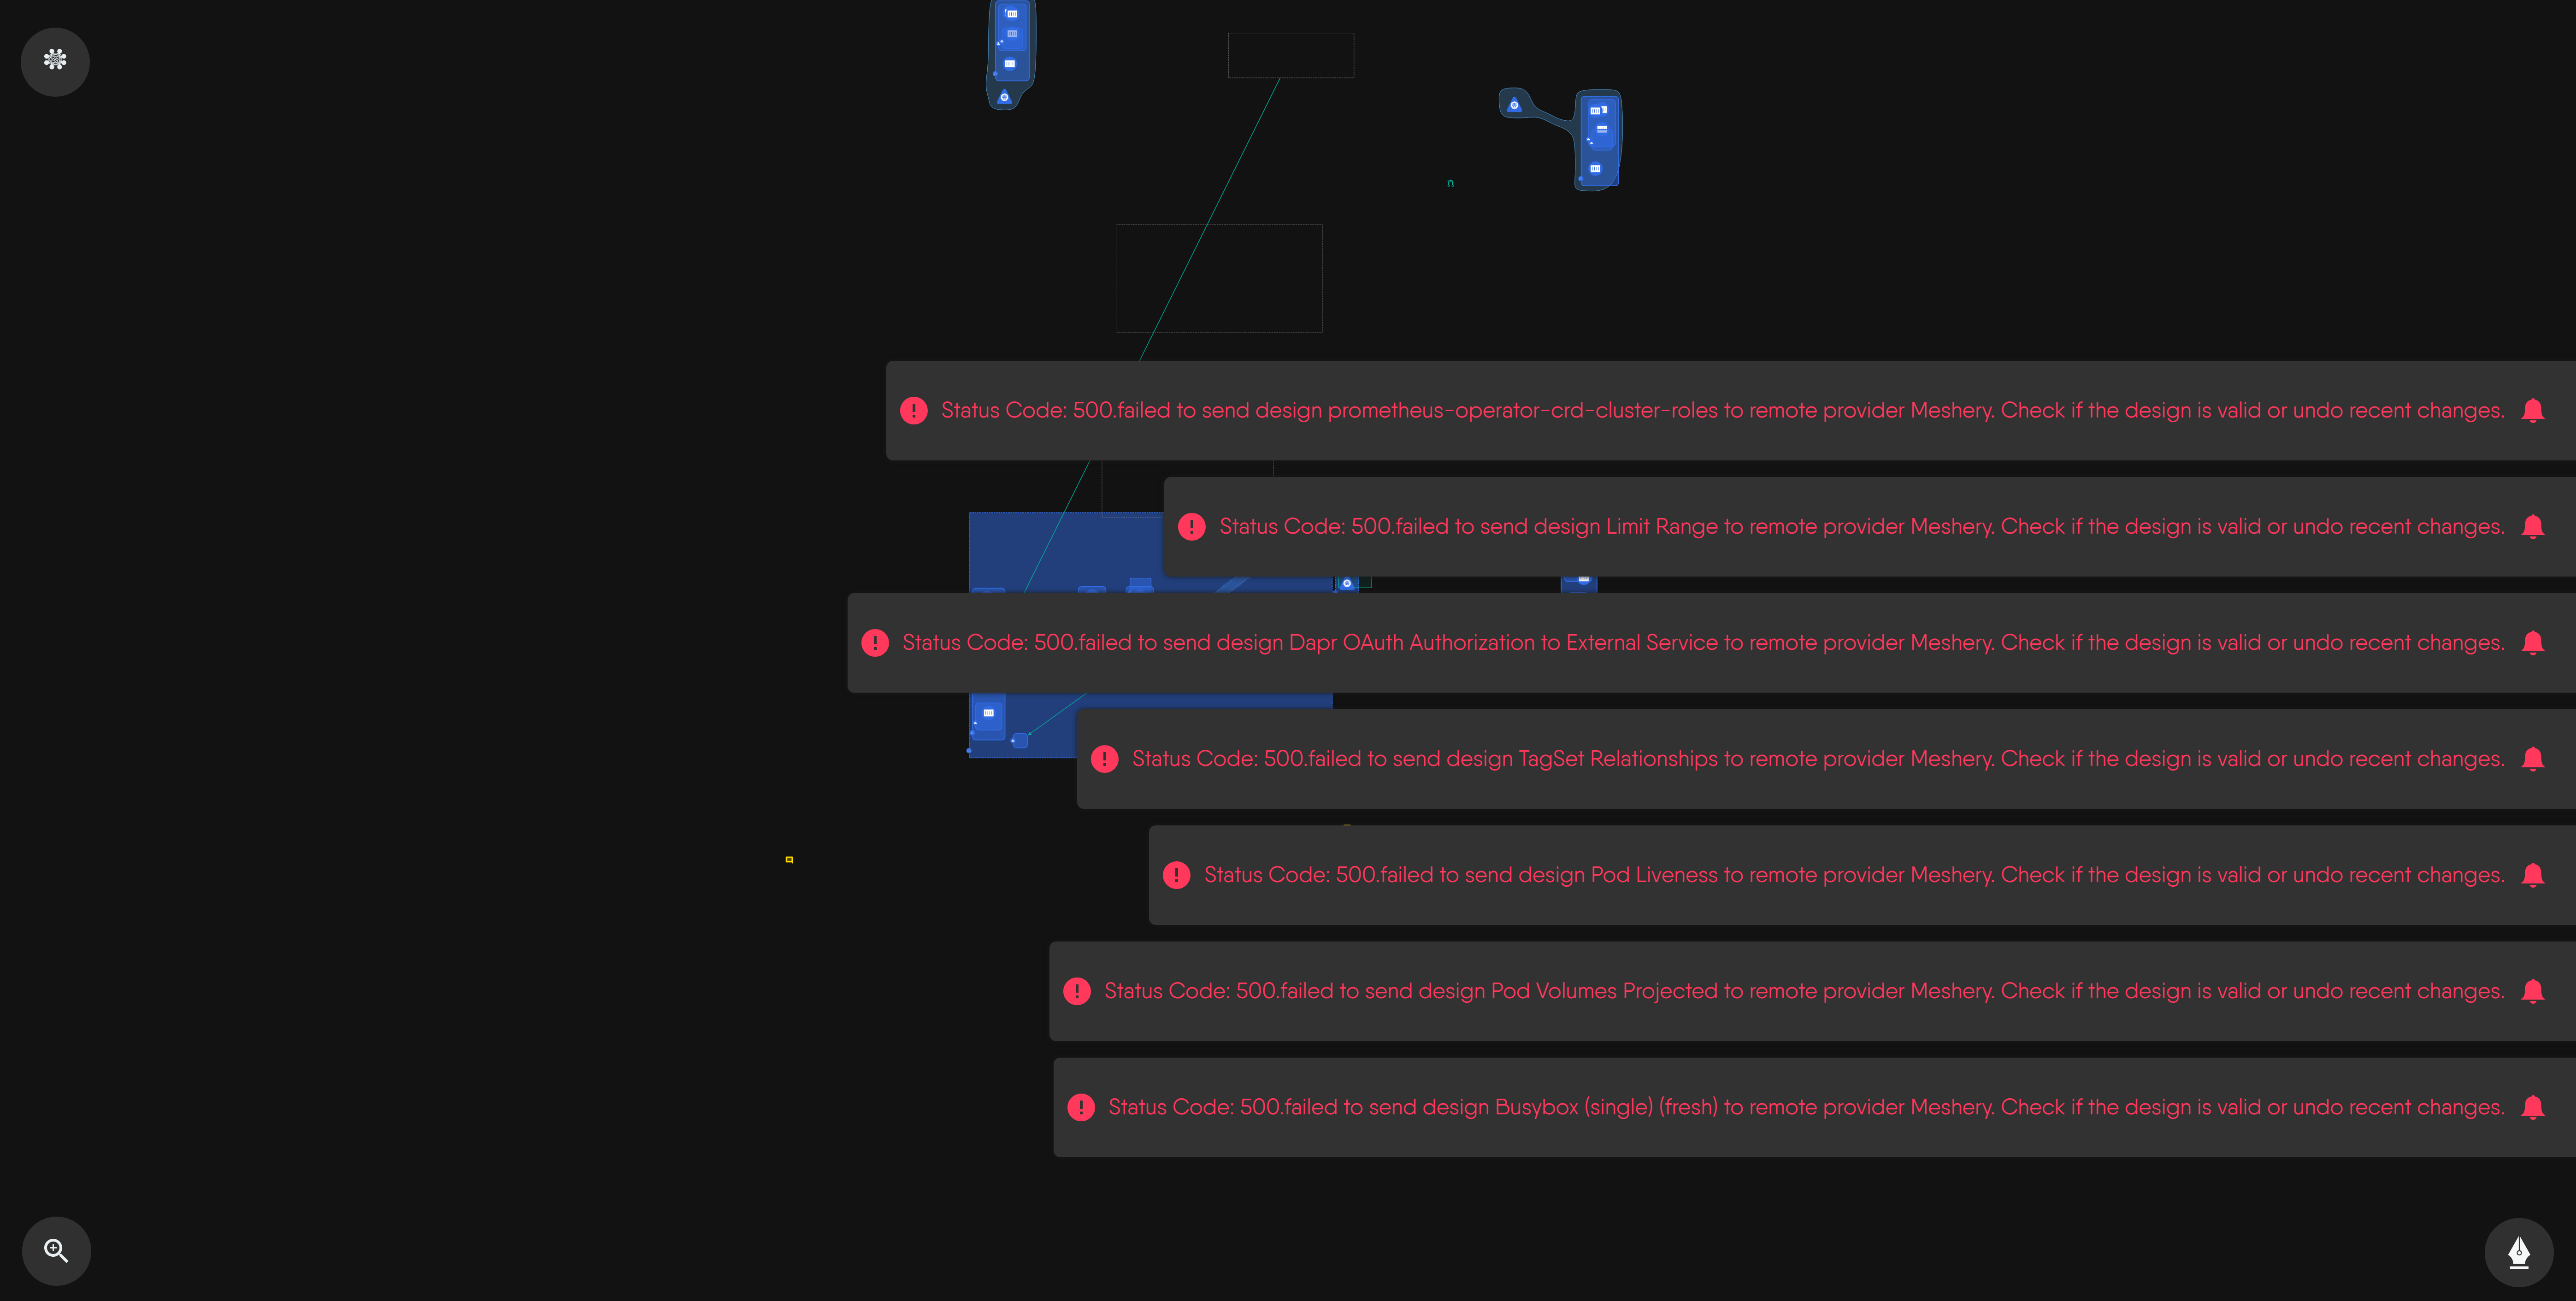 n
Status Code: 500.failed to send design prometheus-operator-crd-cluster-roles to remote provider Meshery. Check if the design is valid or undo recent changes.
Status Code: 500.failed to send design Limit Range to remote provider Meshery. Check if the design is valid or undo recent changes.
Status Code: 500.failed to send design Dapr OAuth Authorization to External Service to remote provider Meshery. Check if the design is valid or undo recent changes.
Status Code: 500.failed to send design TagSet Relationships to remote provider Meshery. Check if the design is valid or undo recent changes.
Status Code: 500.failed to send design Pod Liveness to remote provider Meshery. Check if the design is valid or undo recent changes.
Status Code: 500.failed to send design Pod Volumes Projected to remote provider Meshery. Check if the design is valid or undo recent changes.
Status Code: 500.failed to send design Busybox (single) (fresh) to remote provider Meshery. Check if the design is valid or undo recent changes.